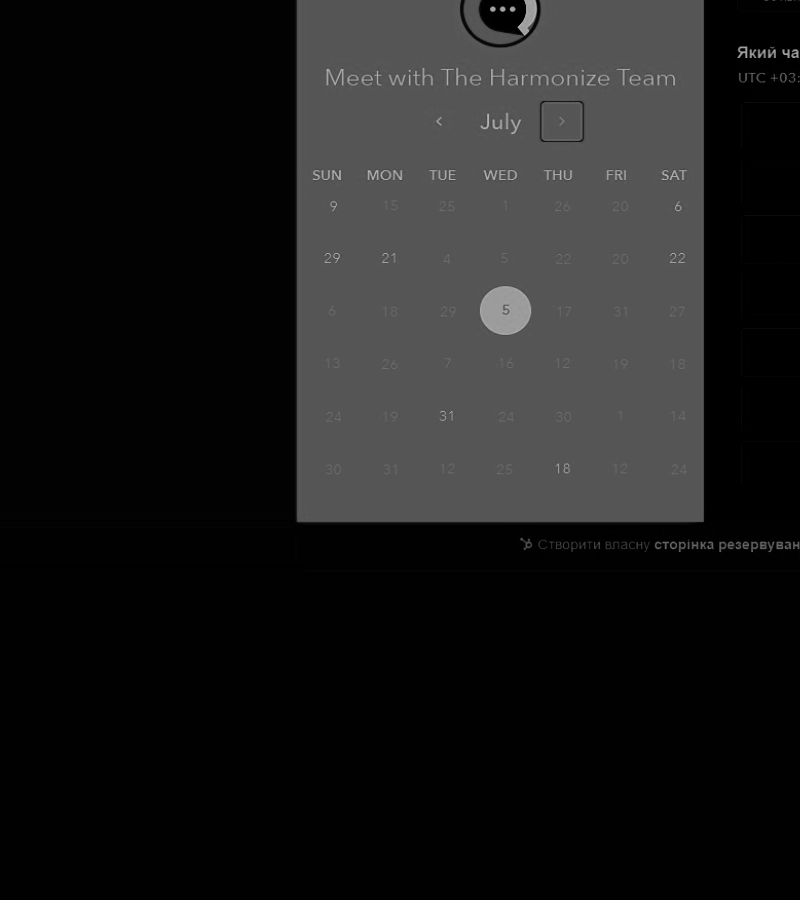 Meet with The Harmonize Team
July
SUN MON TUE WED THU FRI SAT
9 15 25 1 26 20 6
29 21 4 5 22 20 22
6 18 29 5 17 31 27
13 26 7 16 12 19 18
24 19 31 24 30 1 14
30 31 12 25 18 12 24
Який ча
UTC +03:
Створити власну сторінка резервуван